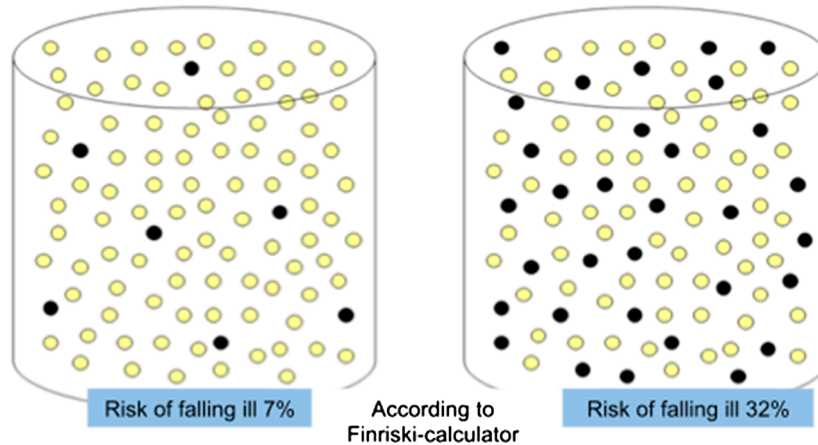 Risk of falling ill 7%
According to
Finriski-calculator
Risk of falling ill 32%